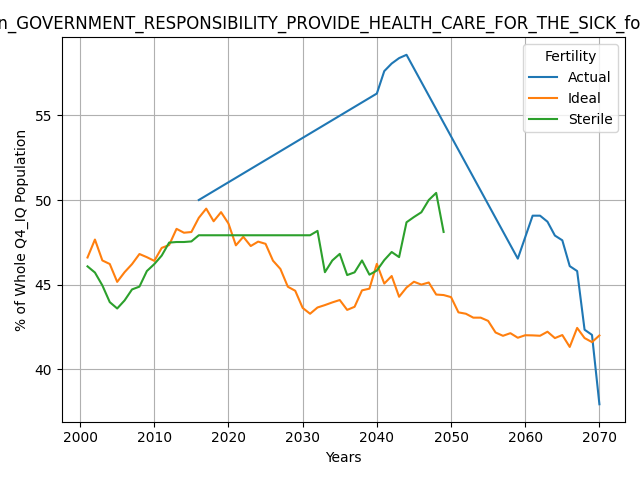 n_GOVERNMENT_RESPONSIBILITY_PROVIDE_HEALTH_CARE_FOR_THE_SICK_fo
Fertility
Actual
Ideal
Sterile
% of Whole Q4_IQ Population
55
50
45
40
2000 2010 2020 2030 2040 2050 2060 2070
Years